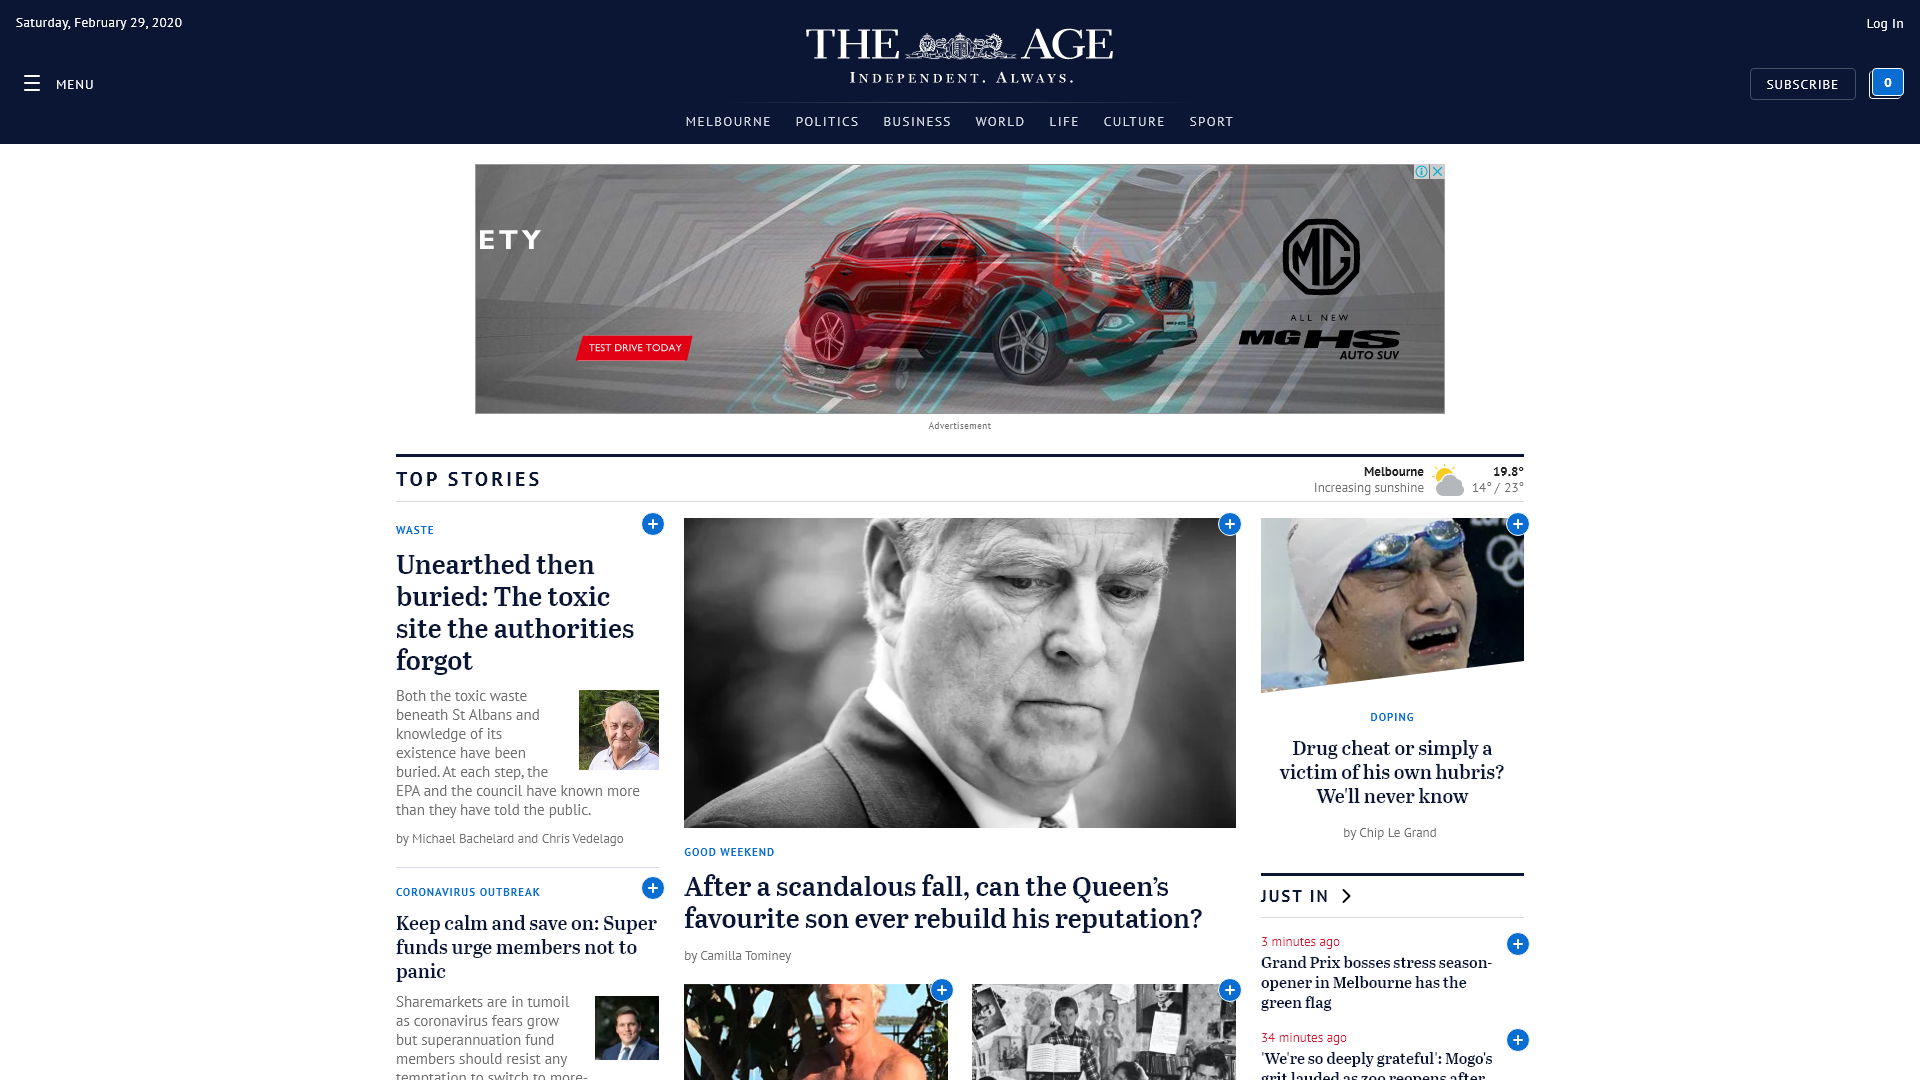 Saturday, February 29, 2020
Log In
THE AGE
INDEPENDENT. ALWAYS.
MENU
SUBSCRIBE
0
MELBOURNE POLITICS BUSINESS WORLD LIFE CULTURE SPORT
ETY
TEST DRIVE TODAY
MG
ALL NEW
MG HS
AUTO SUV
Advertisement
TOP STORIES
Melbourne 19.8°
Increasing sunshine 14° / 23°
WASTE
Unearthed then
buried: The toxic
site the authorities
forgot
Both the toxic waste
beneath St Albans and
knowledge of its
existence have been
buried. At each step, the
EPA and the council have known more
than they have told the public.
by Michael Bachelard and Chris Vedelago
CORONAVIRUS OUTBREAK
Keep calm and save on: Super
funds urge members not to
panic
Sharemarkets are in tumoil
as coronavirus fears grow
but superannuation fund
members should resist any
temptation to switch to more-
GOOD WEEKEND
After a scandalous fall, can the Queen’s
favourite son ever rebuild his reputation?
by Camilla Tominey
DOPING
Drug cheat or simply a
victim of his own hubris?
We'll never know
by Chip Le Grand
JUST IN
3 minutes ago
Grand Prix bosses stress season-
opener in Melbourne has the
green flag
34 minutes ago
'We're so deeply grateful': Mogo's
grit lauded as zoo reopens after